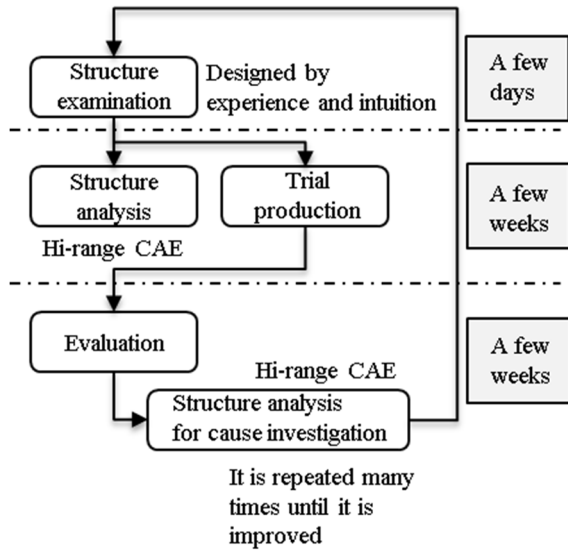 Structure
examination
Designed by
experience and intuition
A few
days
Structure
analysis
Trial
production
A few
weeks
Hi-range CAE
Evaluation
A few
weeks
Hi-range CAE
Structure analysis
for cause investigation
It is repeated many
times until it is
improved